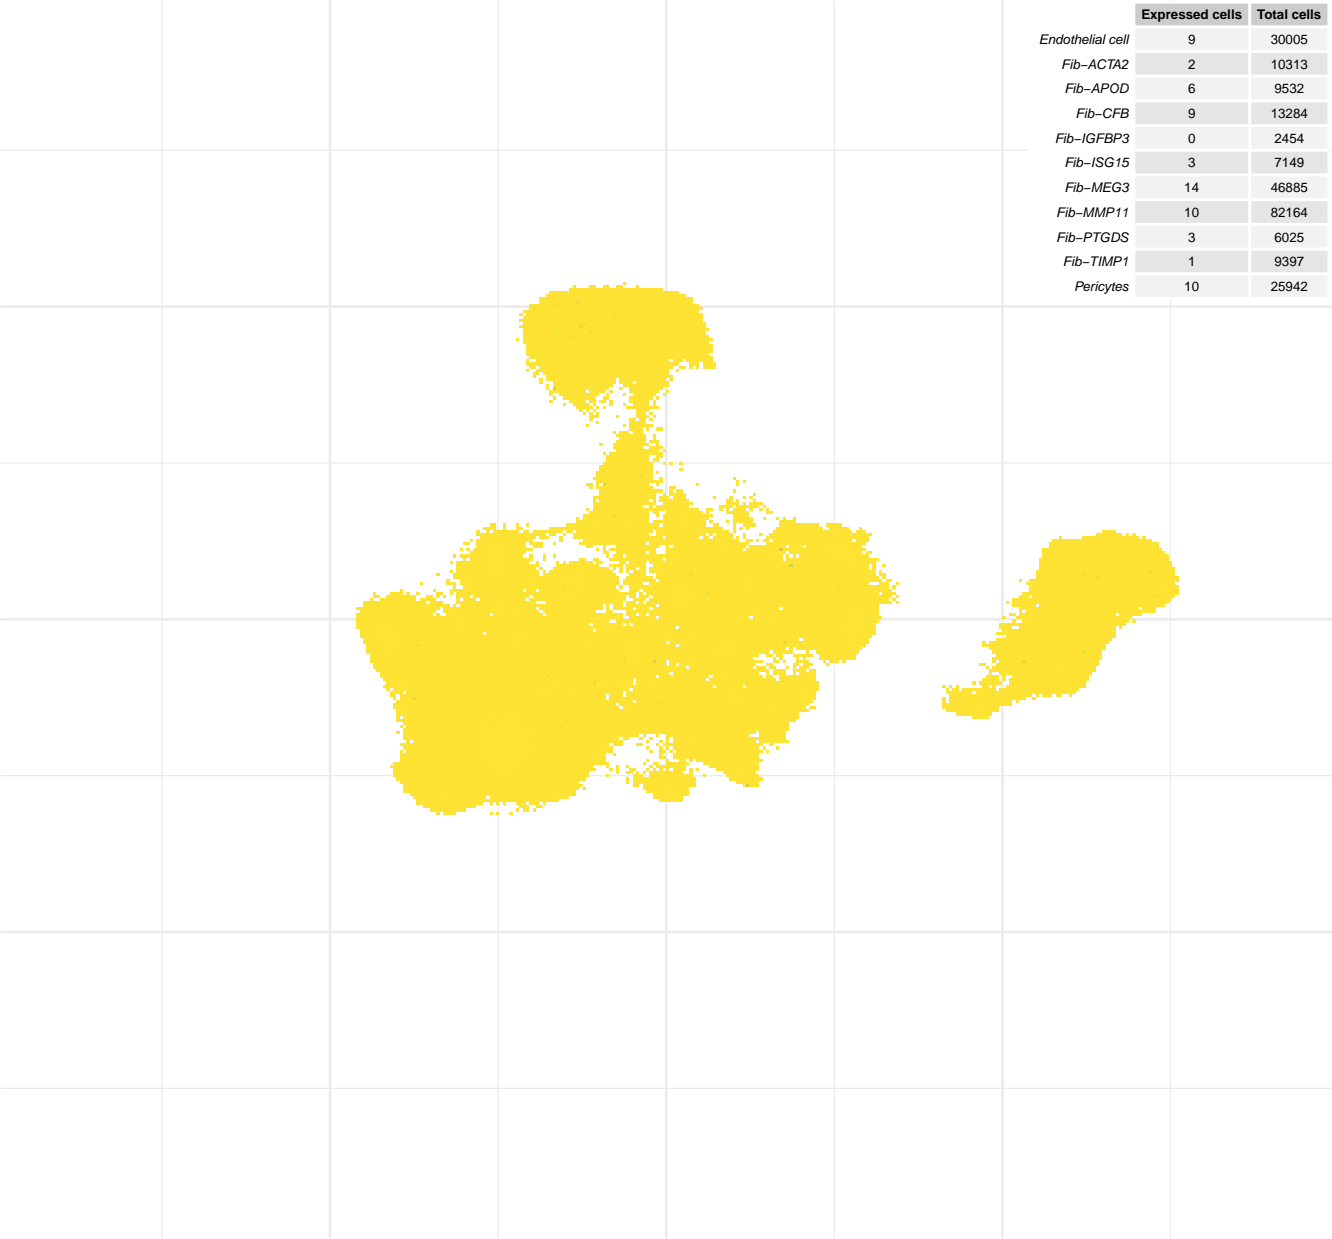 Expressed cells Total cells
Endothelial cell 9 30005
Fib−ACTA2 2 10313
Fib−APOD 6 9532
Fib−CFB 9 13284
Fib−IGFBP3 0 2454
Fib−ISG15 3 7149
Fib−MEG3 14 46885
Fib−MMP11 10 82164
Fib−PTGDS 3 6025
Fib−TIMP1 1 9397
Pericytes 10 25942